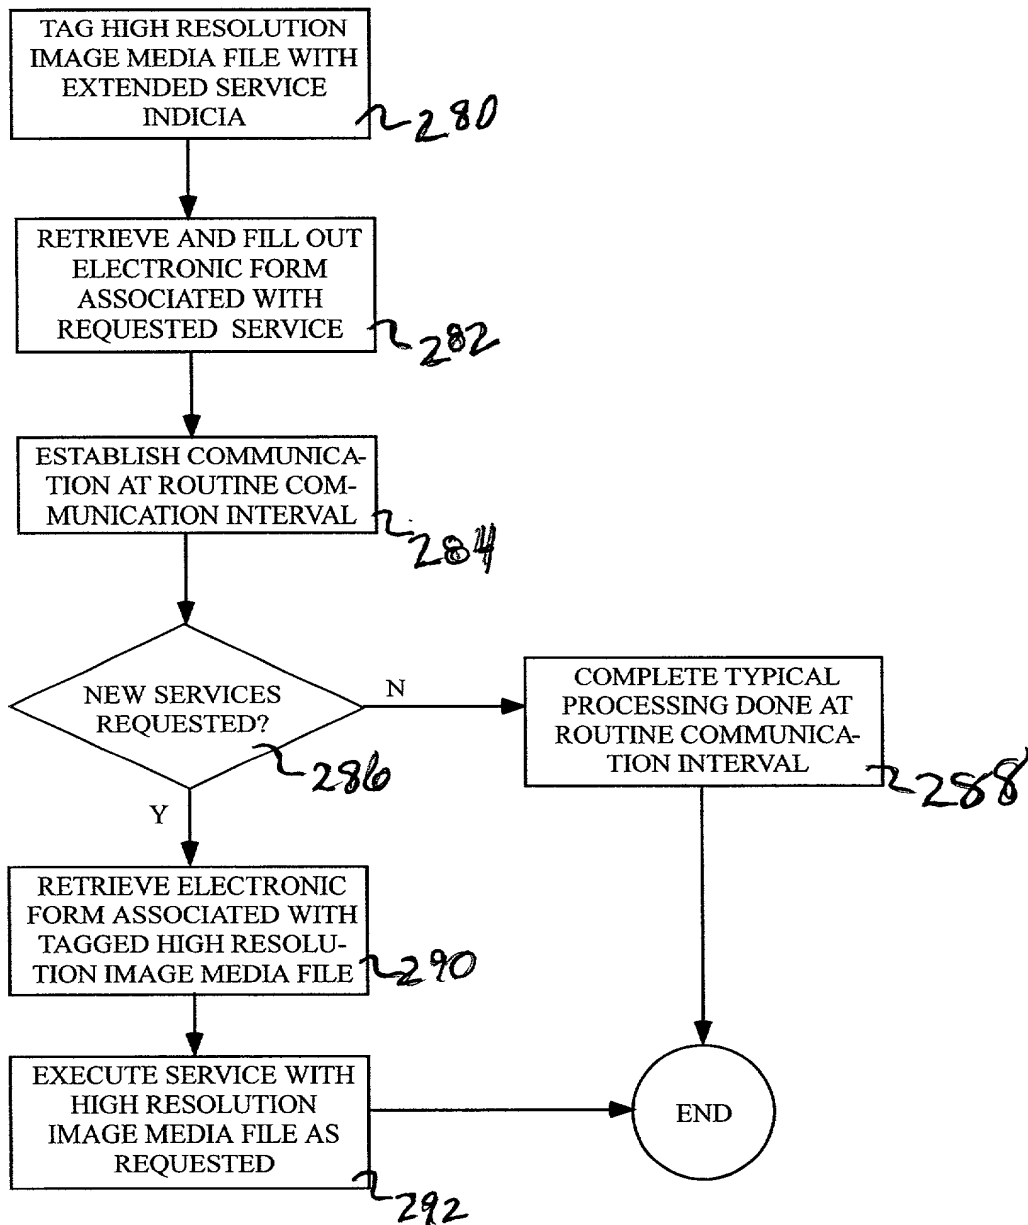 TAG HIGH RESOLUTION
IMAGE MEDIA FILE WITH
EXTENDED SERVICE
INDICIA
280
RETRIEVE AND FILL OUT
ELECTRONIC FORM
ASSOCIATED WITH
REQUESTED SERVICE
282
ESTABLISH COMMUNICA-
TION AT ROUTINE COM-
MUNICATION INTERVAL
284
NEW SERVICES
REQUESTED?
286
N
COMPLETE TYPICAL
PROCESSING DONE AT
ROUTINE COMMUNICA-
TION INTERVAL
288
Y
RETRIEVE ELECTRONIC
FORM ASSOCIATED WITH
TAGGED HIGH RESOLU-
TION IMAGE MEDIA FILE
290
EXECUTE SERVICE WITH
HIGH RESOLUTION
IMAGE MEDIA FILE AS
REQUESTED
292
END